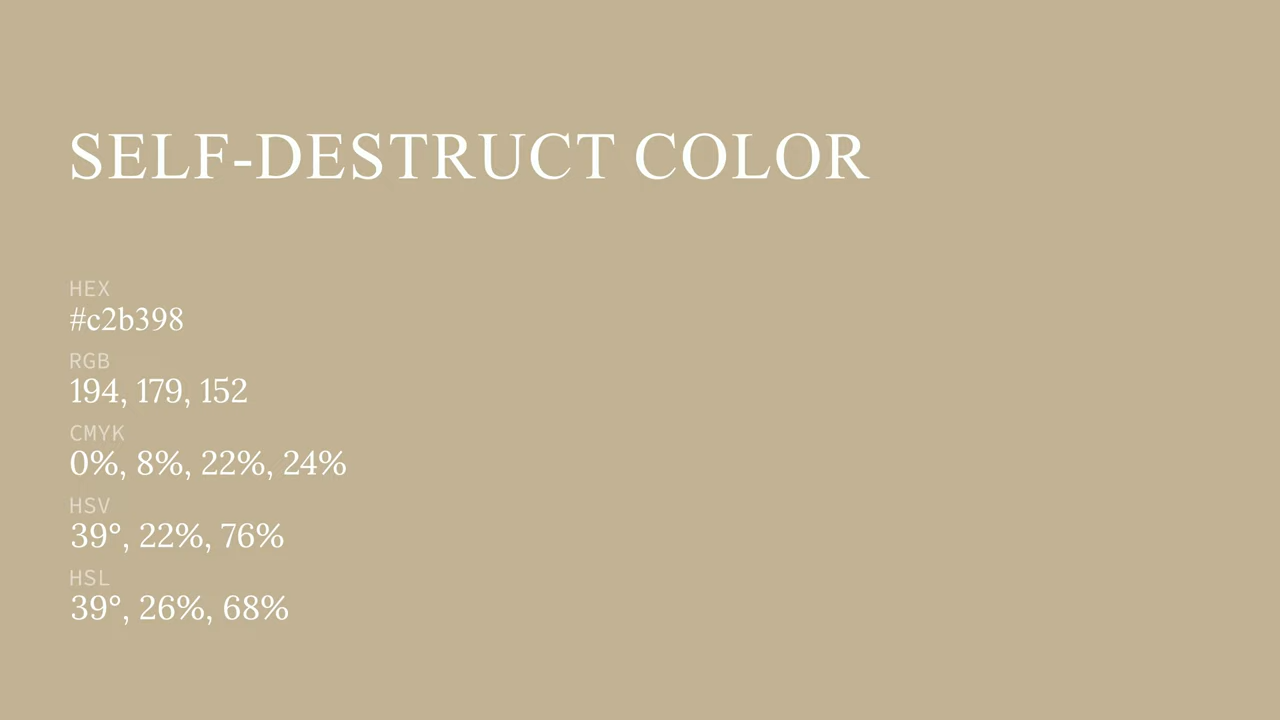 SELF-DESTRUCT COLOR
HEX
#c2b398
RGB
194, 179, 152
CMYK
0%, 8%, 22%, 24%
HSV
39°, 22%, 76%
HSL
39°, 26%, 68%